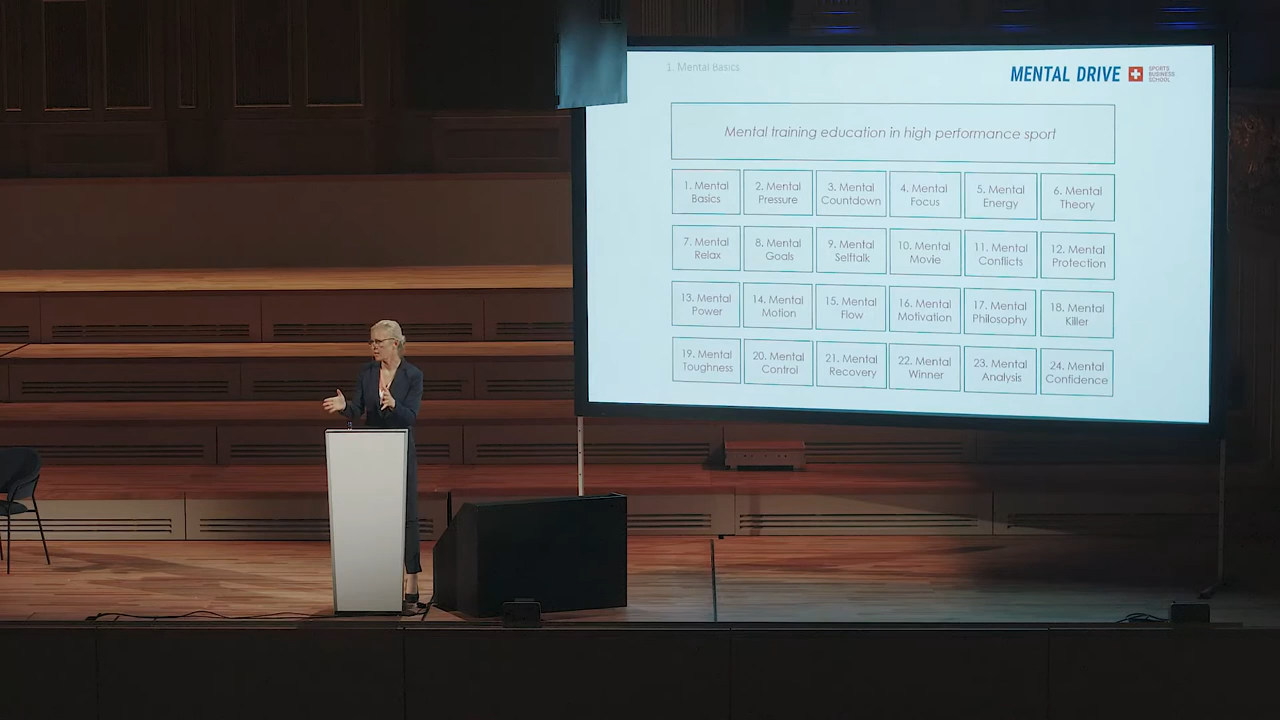 1. Mental Basics
MENTAL DRIVE
SPORTS
BUSINESS
SCHOOL
Mental training education in high performance sport
1. Mental
Basics
2. Mental
Pressure
3. Mental
Countdown
4. Mental
Focus
5. Mental
Energy
6. Mental
Theory
7. Mental
Relax
8. Mental
Goals
9. Mental
Selftalk
10. Mental
Movie
11. Mental
Conflicts
12. Mental
Protection
13. Mental
Power
14. Mental
Motion
15. Mental
Flow
16. Mental
Motivation
17. Mental
Philosophy
18. Mental
Killer
19. Mental
Toughness
20. Mental
Control
21. Mental
Recovery
22. Mental
Winner
23. Mental
Analysis
24. Mental
Confidence